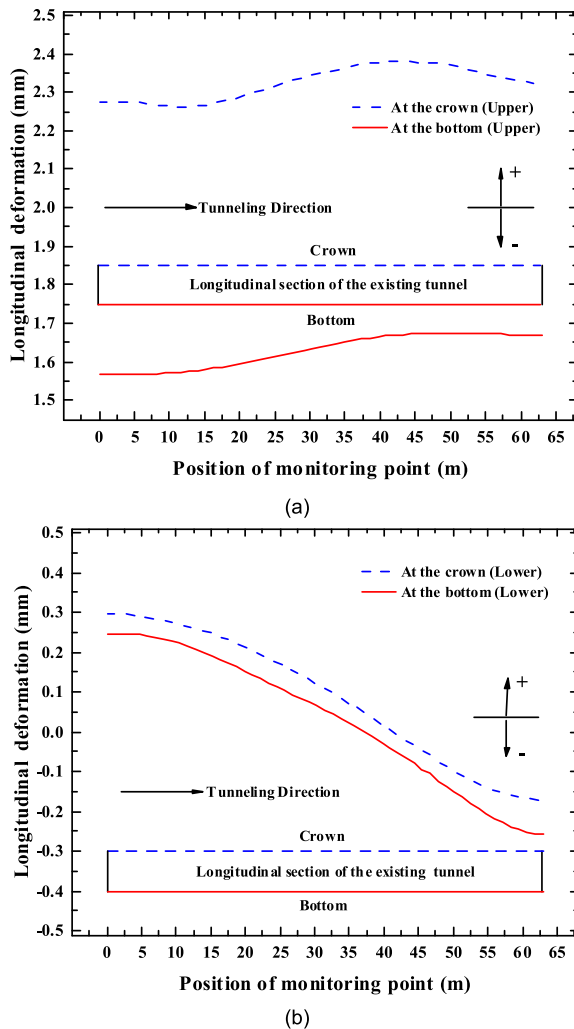 2.5
2.4
2.3
2.2
2.1
2.0
1.9
1.8
1.7
1.6
1.5
Longitudinal deformation (mm)
At the crown (Upper)
At the bottom (Upper)
+
-
Tunneling Direction
Crown
Longitudinal section of the existing tunnel
Bottom
0 5 10 15 20 25 30 35 40 45 50 55 60 65
Position of monitoring point (m)
(a)
0.5
0.4
0.3
0.2
0.1
0.0
-0.1
-0.2
-0.3
-0.4
-0.5
Longitudinal deformation (mm)
At the crown (Lower)
At the bottom (Lower)
+
-
Tunneling Direction
Crown
Longitudinal section of the existing tunnel
Bottom
0 5 10 15 20 25 30 35 40 45 50 55 60 65
Position of monitoring point (m)
(b)